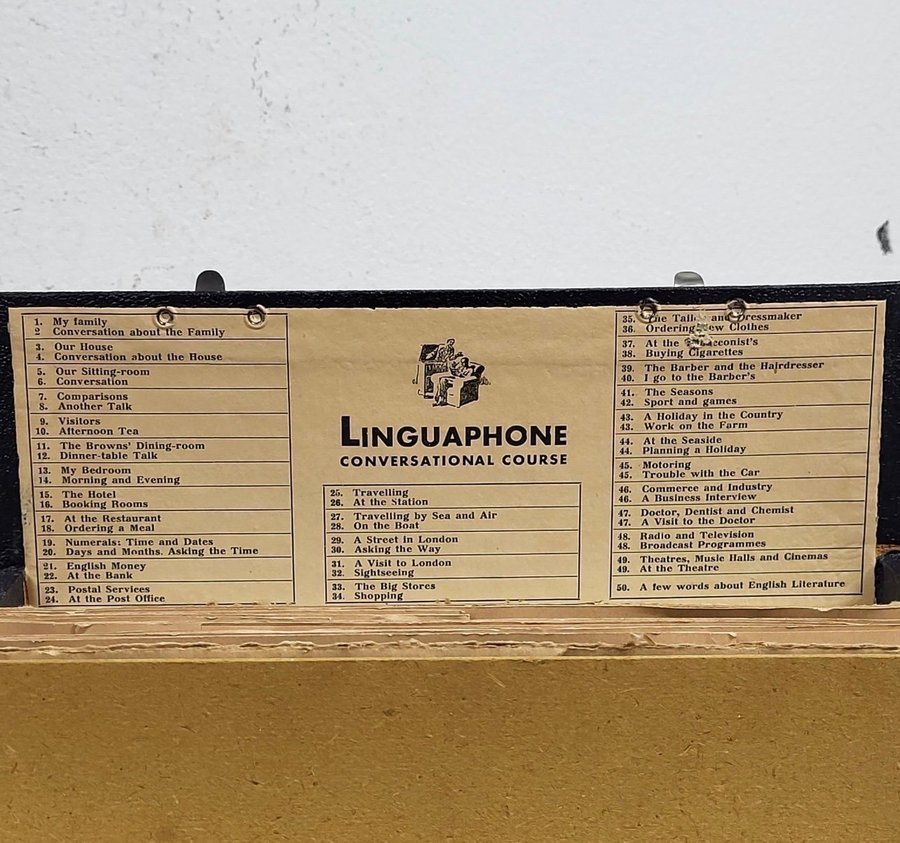 1. My family
2 Conversation about the Family
3. Our House
4. Conversation about the House
5. Our Sitting-room
6. Conversation
7. Comparisons
8. Another Talk
9. Visitors
10. Afternoon Tea
11. The Browns' Dining-room
12. Dinner-table Talk
13. My Bedroom
14. Morning and Evening
15. The Hotel
16. Booking Rooms
17. At the Restaurant
18. Ordering a Meal
19. Numerals: Time and Dates
20. Days and Months. Asking the Time
21. English Money
22. At the Bank
23. Postal Services
24. At the Post Office
LINGUAPHONE
CONVERSATIONAL COURSE
25. Travelling
26. At the Station
27. Travelling by Sea and Air
28. On the Boat
29. A Street in London
30. Asking the Way
31. A Visit to London
32. Sightseeing
33. The Big Stores
34. Shopping
35. The and Dressmaker
36. Ordering Clothes
37. At the
38. Buying Cigarettes
39. The Barber and the Hairdresser
40. I go to the Barber's
41. The Seasons
42. Sport and games
43. A Holiday in the Country
43. Work on the Farm
44. At the Seaside
44. Planning a Holiday
45. Motoring
45. Trouble with the Car
46. Commerce and Industry
46. A Business Interview
47. Doctor, Dentist and Chemist
47. A Visit to the Doctor
48. Radio and Television
48. Broadcast Programmes
49. Theatres, Music Halls and Cinemas
49. At the Theatre
50. A few words about English Literature